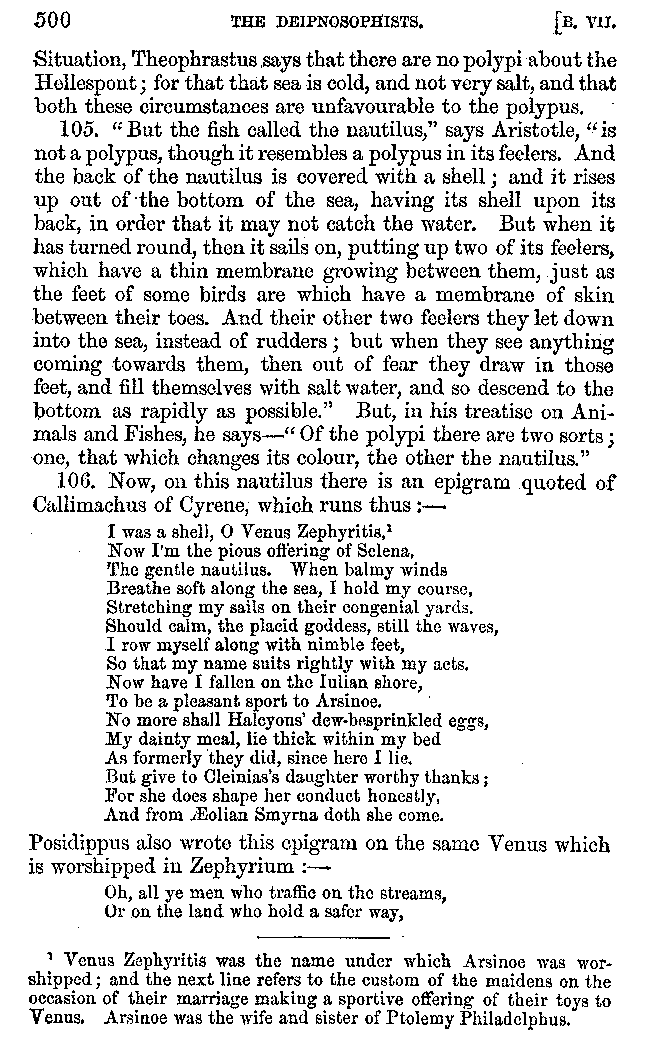 500 THE DEIPNOSOPHISTS. [B. VII.
Situation, Theophrastus says that there are no polypi about the
Hellespont; for that that sea is cold, and not very salt, and that
both these circumstances are unfavourable to the polypus.
105. “But the fish called the nautilus,” says Aristotle, “is
not a polypus, though it resembles a polypus in its feelers. And
the back of the nautilus is covered with a shell; and it rises
up out of the bottom of the sea, having its shell upon its
back, in order that it may not catch the water. But when it
has turned round, then it sails on, putting up two of its feelers,
which have a thin membrane growing between them, just as
the feet of some birds are which have a membrane of skin
between their toes. And their other two feelers they let down
into the sea, instead of rudders; but when they see anything
coming towards them, then out of fear they draw in those
feet, and fill themselves with salt water, and so descend to the
bottom as rapidly as possible.” But, in his treatise on Ani-
mals and Fishes, he says—“Of the polypi there are two sorts;
one, that which changes its colour, the other the nautilus.”
106. Now, on this nautilus there is an epigram quoted of
Callimachus of Cyrene, which runs thus:—
I was a shell, O Venus Zephyritis,¹
Now I'm the pious offering of Selena,
The gentle nautilus. When balmy winds
Breathe soft along the sea, I hold my course,
Stretching my sails on their congenial yards.
Should calm, the placid goddess, still the waves,
I row myself along with nimble feet,
So that my name suits rightly with my acts.
Now have I fallen on the Iulian shore,
To be a pleasant sport to Arsinoe.
No more shall Halcyons' dew-besprinkled eggs,
My dainty meal, lie thick within my bed
As formerly they did, since here I lie.
But give to Cleinias's daughter worthy thanks;
For she does shape her conduct honestly,
And from Æolian Smyrna doth she come.
Posidippus also wrote this epigram on the same Venus which
is worshipped in Zephyrium:—
Oh, all ye men who traffic on the streams,
Or on the land who hold a safer way,
¹ Venus Zephyritis was the name under which Arsinoe was wor-
shipped; and the next line refers to the custom of the maidens on the
occasion of their marriage making a sportive offering of their toys to
Venus. Arsinoe was the wife and sister of Ptolemy Philadelphus.